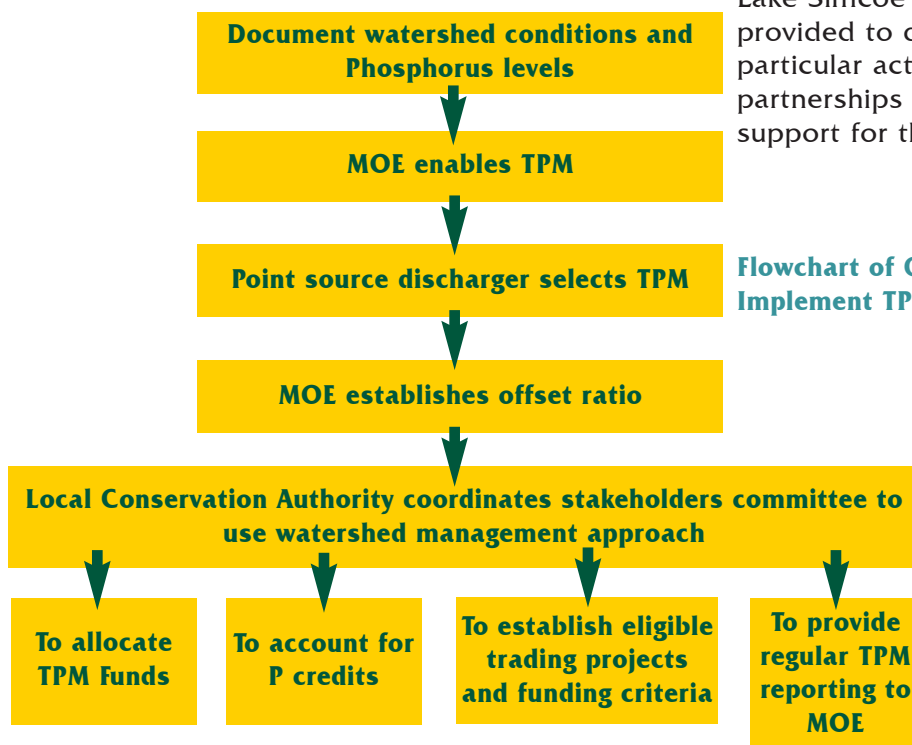 Lake Simcoe
provided to
particular
partnerships
support for
Document watershed conditions and
Phosphorus levels
MOE enables TPM
Point source discharger selects TPM
Flowchart of
Implement
MOE establishes offset ratio
Local Conservation Authority coordinates stakeholders committee to
use watershed management approach
To allocate
TPM Funds
To account for
P credits
To establish eligible
trading projects
and funding criteria
To provide
regular TPM
reporting to
MOE